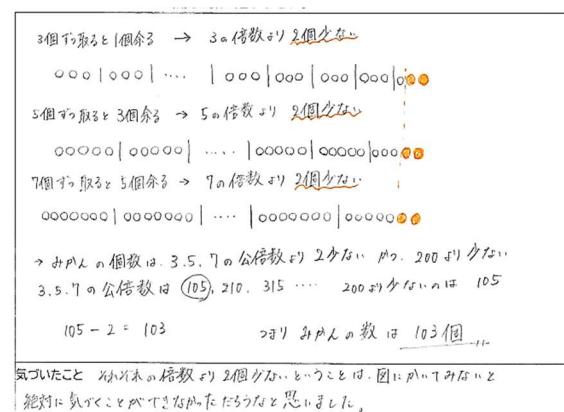 3個ずつ取ると1個余る → 3の倍数より 2個少ない
5個ずつ取ると3個余る → 5の倍数より 2個少ない
7個ずつ取ると5個余る → 7の倍数より 2個少ない
→ みかんの個数は、3.5.7の公倍数より2少ない かつ、200より少ない
3.5.7の公倍数は 105, 210, 315 ‥‥ 200より少ないのは 105
105 - 2 = 103 つまり みかんの数は 103個
気づいたこと それぞれの倍数より2個少ないということは、図にかいてみないと
絶対に気づくことができなかっただろうなと思いました。